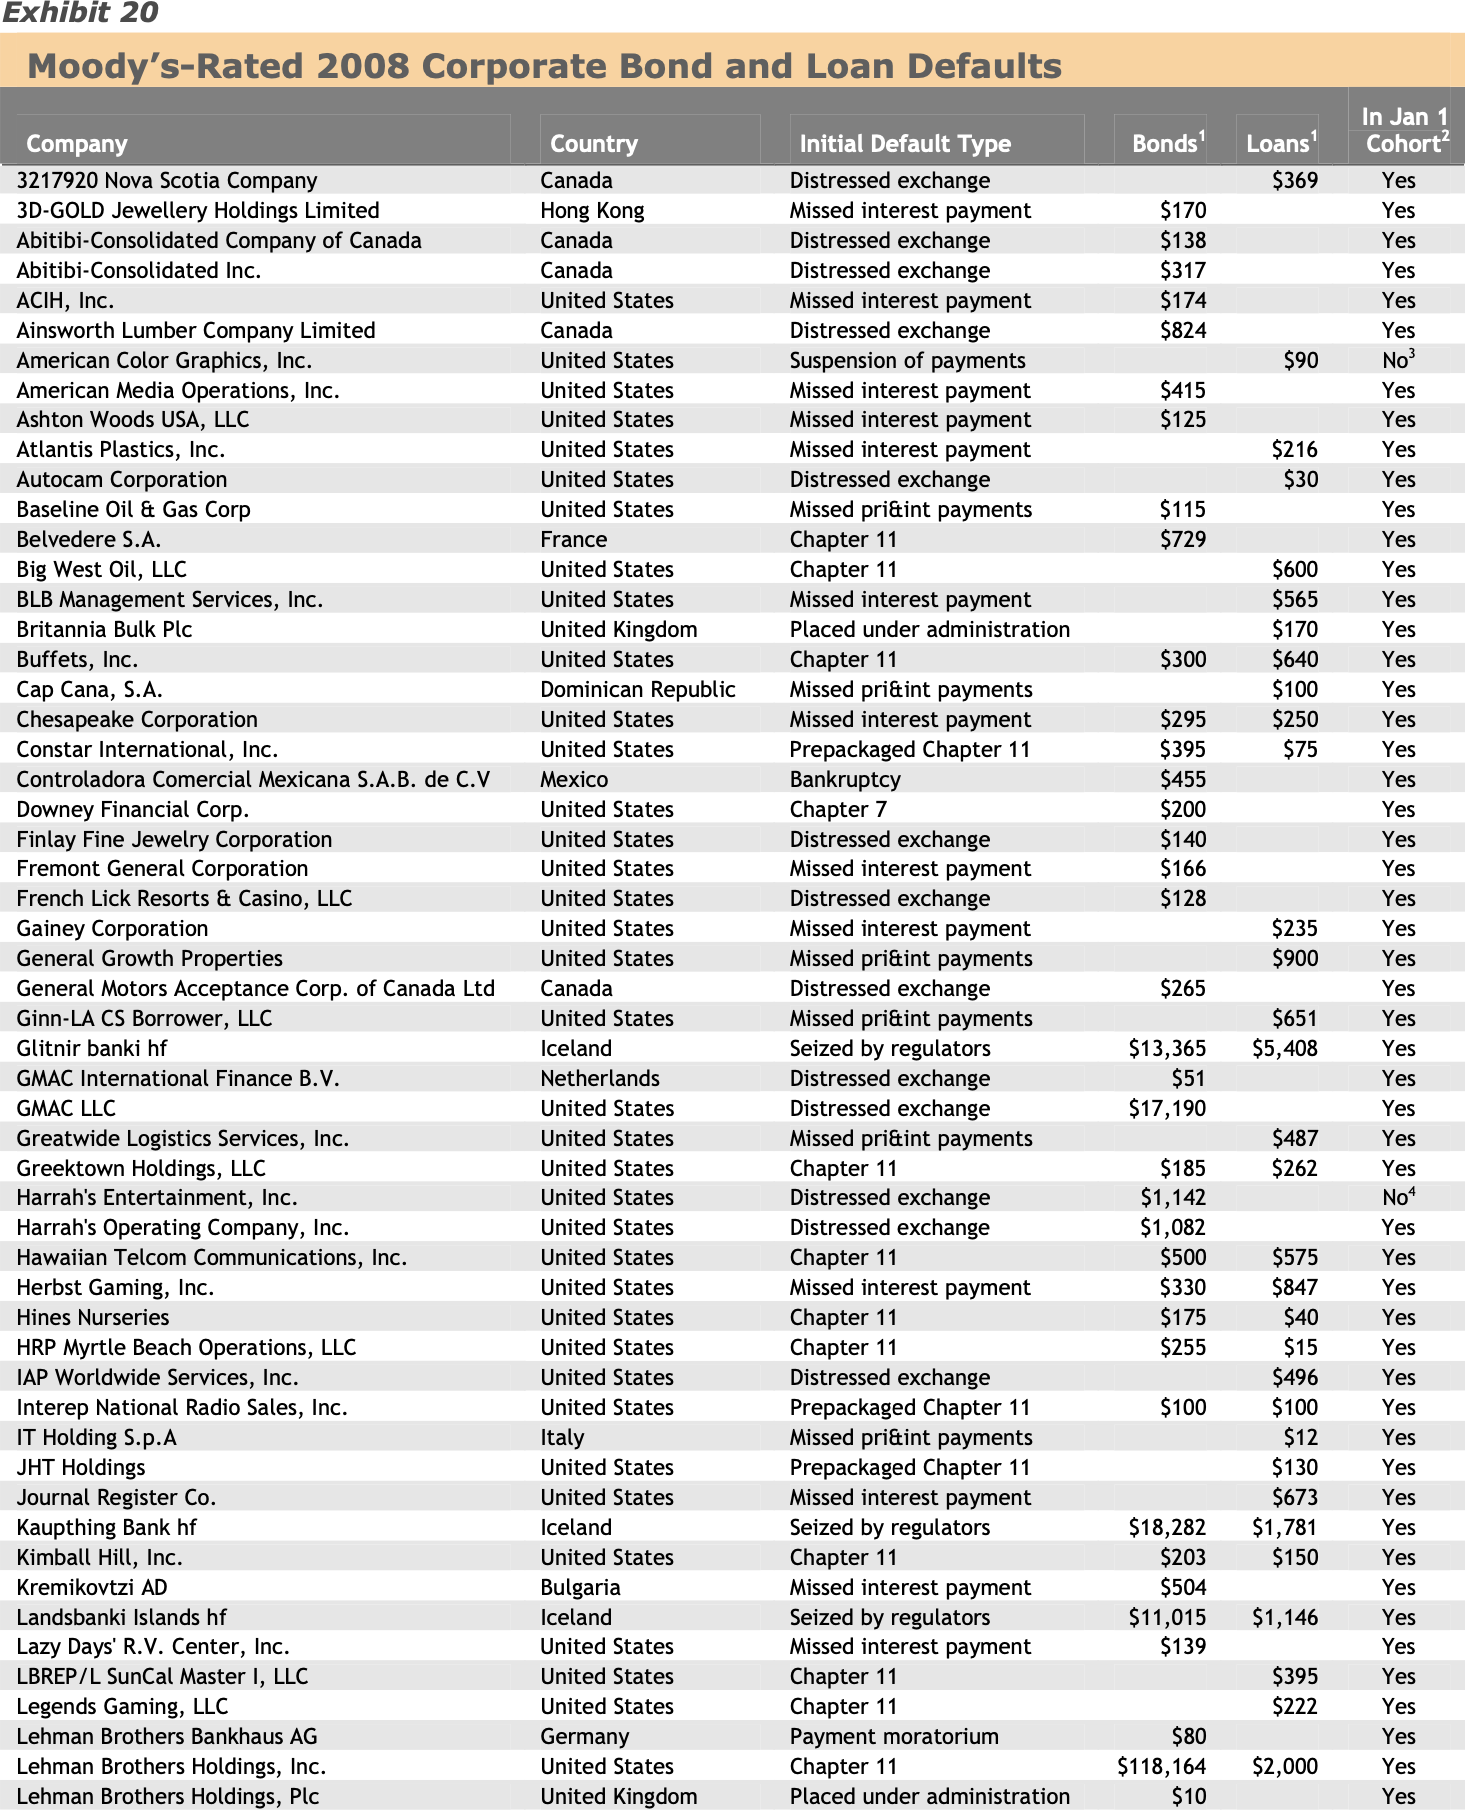 Exhibit 20
Moody's-Rated 2008 Corporate Bond and Loan Defaults
Company Country Initial Default Type Bonds¹ Loans¹ In Jan 1 Cohort²
3217920 Nova Scotia Company Canada Distressed exchange $369 Yes
3D-GOLD Jewellery Holdings Limited Hong Kong Missed interest payment $170 Yes
Abitibi-Consolidated Company of Canada Canada Distressed exchange $138 Yes
Abitibi-Consolidated Inc. Canada Distressed exchange $317 Yes
ACIH, Inc. United States Missed interest payment $174 Yes
Ainsworth Lumber Company Limited Canada Distressed exchange $824 Yes
American Color Graphics, Inc. United States Suspension of payments $90 No³
American Media Operations, Inc. United States Missed interest payment $415 Yes
Ashton Woods USA, LLC United States Missed interest payment $125 Yes
Atlantis Plastics, Inc. United States Missed interest payment $216 Yes
Autocam Corporation United States Distressed exchange $30 Yes
Baseline Oil & Gas Corp United States Missed pri&int payments $115 Yes
Belvedere S.A. France Chapter 11 $729 Yes
Big West Oil, LLC United States Chapter 11 $600 Yes
BLB Management Services, Inc. United States Missed interest payment $565 Yes
Britannia Bulk Plc United Kingdom Placed under administration $170 Yes
Buffets, Inc. United States Chapter 11 $300 $640 Yes
Cap Cana, S.A. Dominican Republic Missed pri&int payments $100 Yes
Chesapeake Corporation United States Missed interest payment $295 $250 Yes
Constar International, Inc. United States Prepackaged Chapter 11 $395 $75 Yes
Controladora Comercial Mexicana S.A.B. de C.V Mexico Bankruptcy $455 Yes
Downey Financial Corp. United States Chapter 7 $200 Yes
Finlay Fine Jewelry Corporation United States Distressed exchange $140 Yes
Fremont General Corporation United States Missed interest payment $166 Yes
French Lick Resorts & Casino, LLC United States Distressed exchange $128 Yes
Gainey Corporation United States Missed interest payment $235 Yes
General Growth Properties United States Missed pri&int payments $900 Yes
General Motors Acceptance Corp. of Canada Ltd Canada Distressed exchange $265 Yes
Ginn-LA CS Borrower, LLC United States Missed pri&int payments $651 Yes
Glitnir banki hf Iceland Seized by regulators $13,365 $5,408 Yes
GMAC International Finance B.V. Netherlands Distressed exchange $51 Yes
GMAC LLC United States Distressed exchange $17,190 Yes
Greatwide Logistics Services, Inc. United States Missed pri&int payments $487 Yes
Greektown Holdings, LLC United States Chapter 11 $185 $262 Yes
Harrah's Entertainment, Inc. United States Distressed exchange $1,142 No⁴
Harrah's Operating Company, Inc. United States Distressed exchange $1,082 Yes
Hawaiian Telcom Communications, Inc. United States Chapter 11 $500 $575 Yes
Herbst Gaming, Inc. United States Missed interest payment $330 $847 Yes
Hines Nurseries United States Chapter 11 $175 $40 Yes
HRP Myrtle Beach Operations, LLC United States Chapter 11 $255 $15 Yes
IAP Worldwide Services, Inc. United States Distressed exchange $496 Yes
Interep National Radio Sales, Inc. United States Prepackaged Chapter 11 $100 $100 Yes
IT Holding S.p.A Italy Missed pri&int payments $12 Yes
JHT Holdings United States Prepackaged Chapter 11 $130 Yes
Journal Register Co. United States Missed interest payment $673 Yes
Kaupthing Bank hf Iceland Seized by regulators $18,282 $1,781 Yes
Kimball Hill, Inc. United States Chapter 11 $203 $150 Yes
Kremikovtzi AD Bulgaria Missed interest payment $504 Yes
Landsbanki Islands hf Iceland Seized by regulators $11,015 $1,146 Yes
Lazy Days' R.V. Center, Inc. United States Missed interest payment $139 Yes
LBREP/L SunCal Master I, LLC United States Chapter 11 $395 Yes
Legends Gaming, LLC United States Chapter 11 $222 Yes
Lehman Brothers Bankhaus AG Germany Payment moratorium $80 Yes
Lehman Brothers Holdings, Inc. United States Chapter 11 $118,164 $2,000 Yes
Lehman Brothers Holdings, Plc United Kingdom Placed under administration $10 Yes